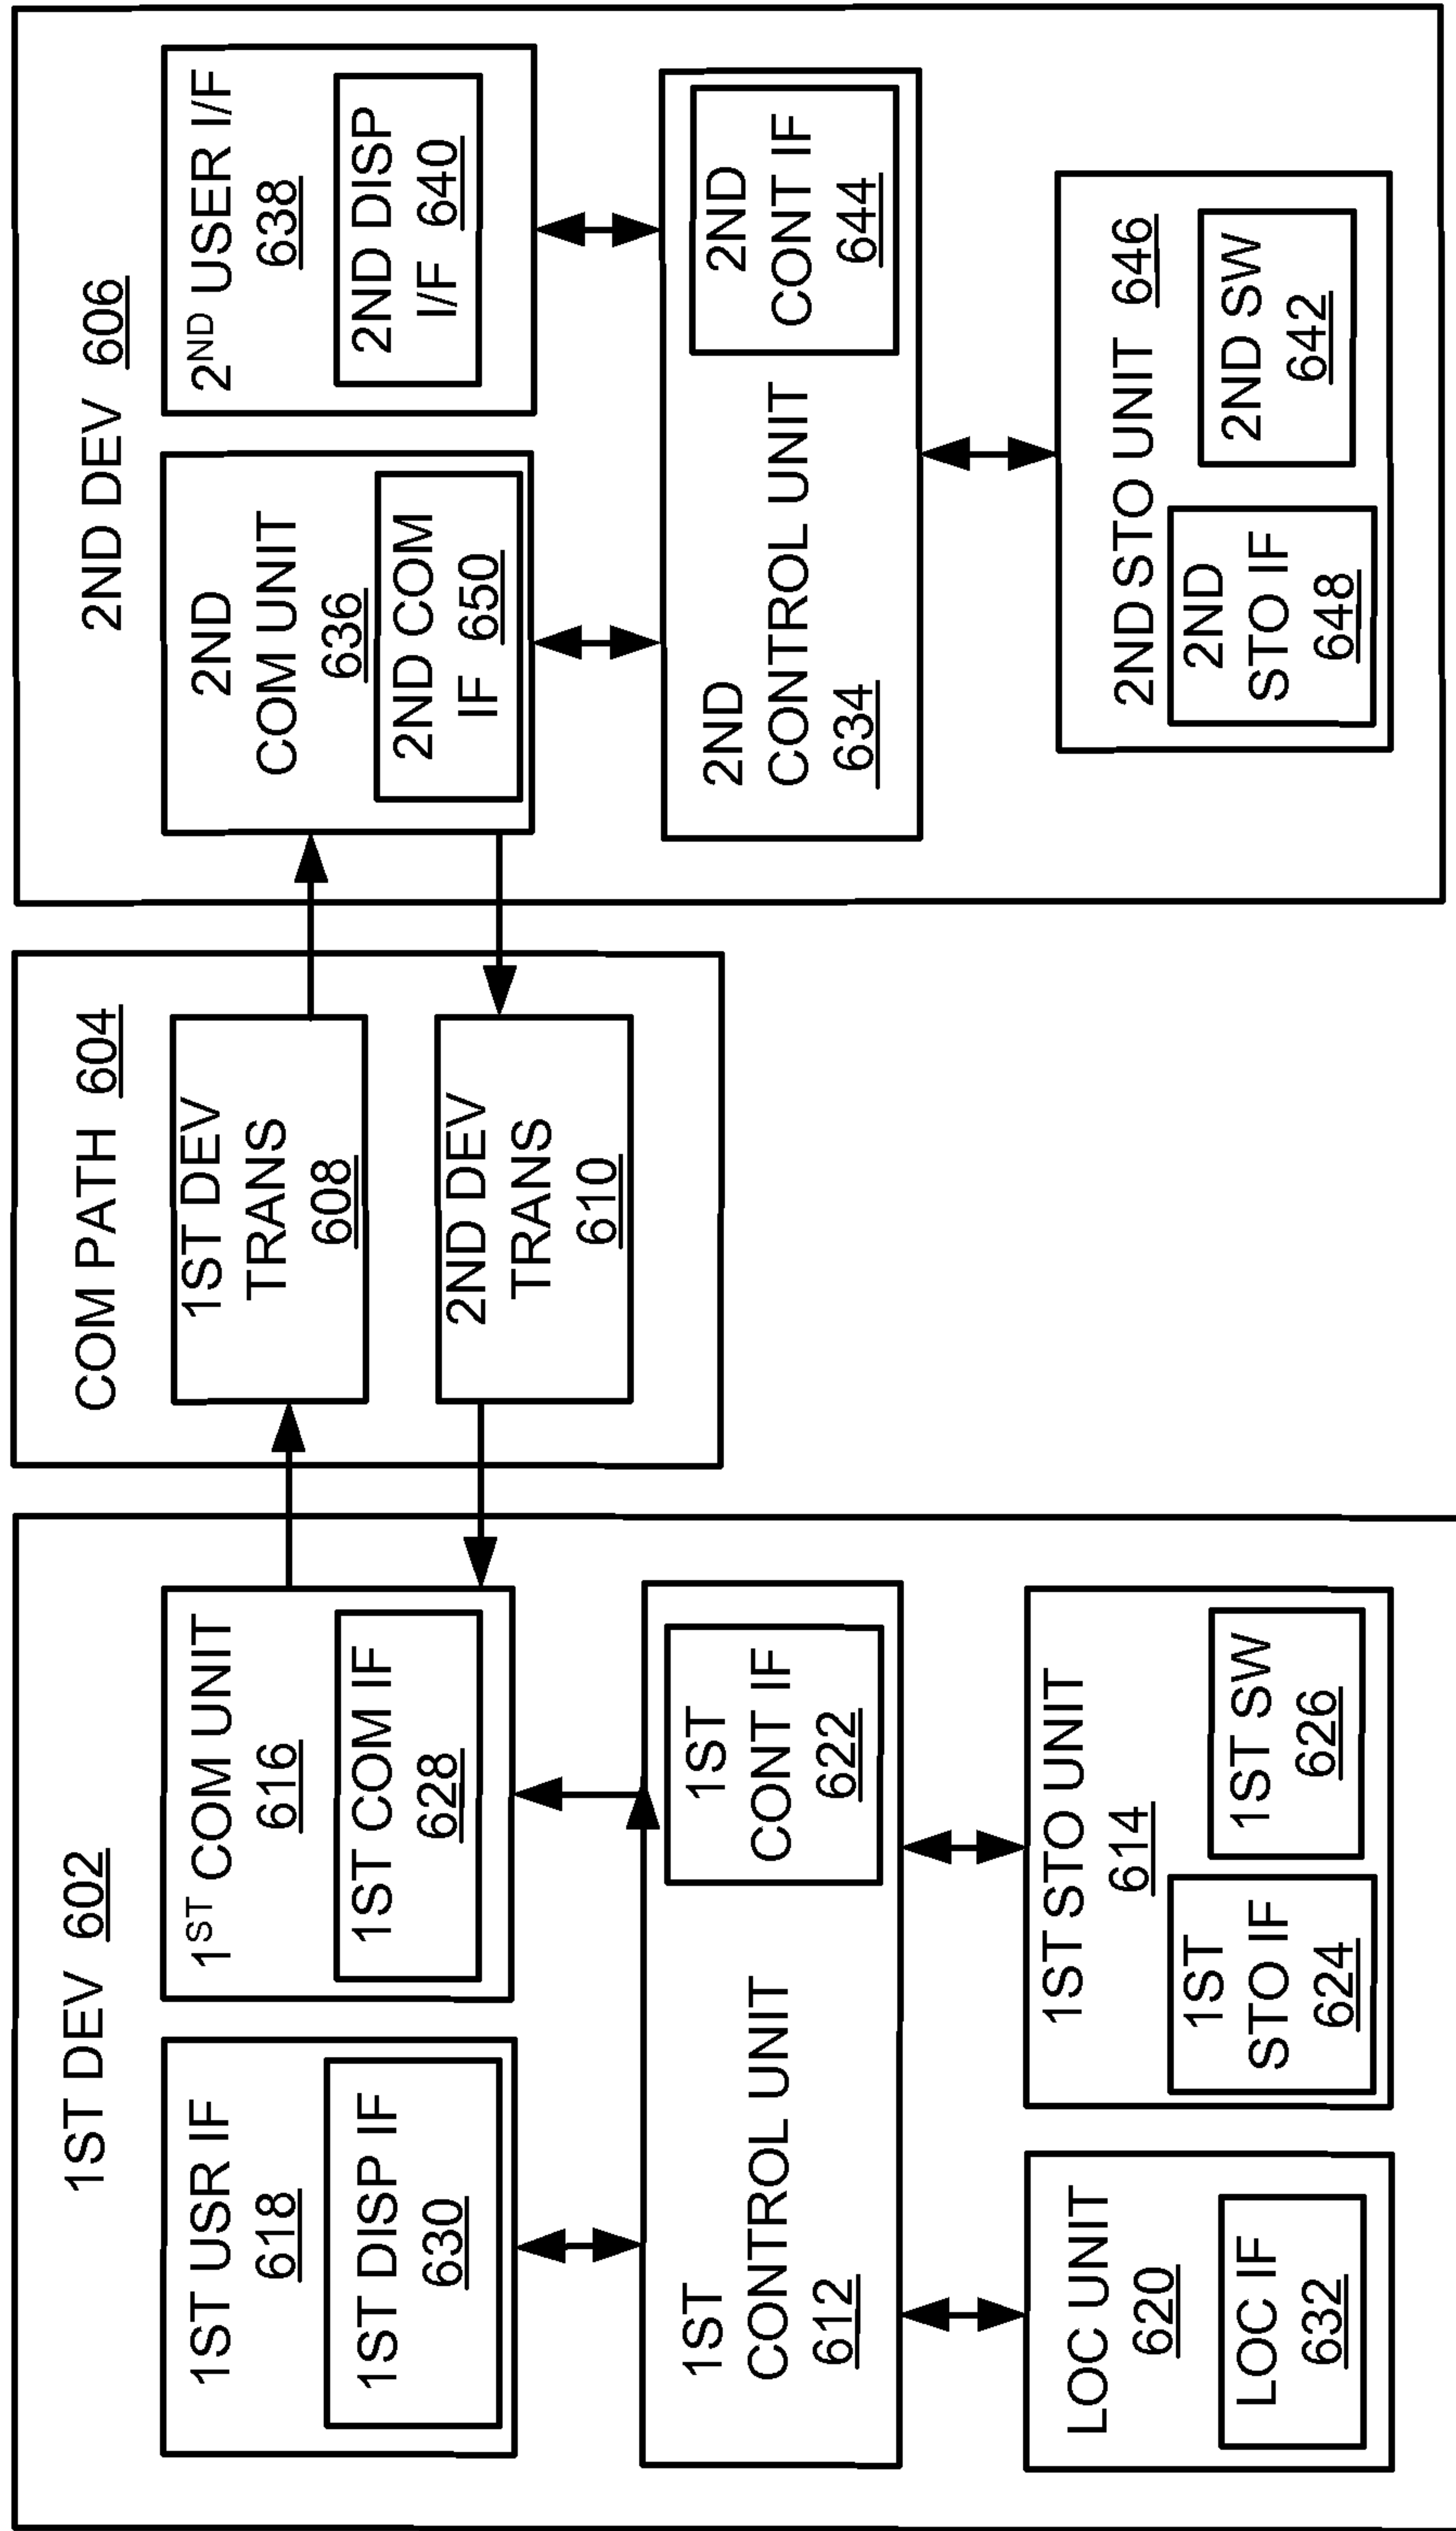 1ST DEV 602
1ST USR IF
618
1ST DISP IF
630
1ST COM UNIT
616
1ST COM IF
628
1ST
CONTROL UNIT
612
1ST
CONT IF
622
LOC UNIT
620
LOC IF
632
1ST STO UNIT
614
1ST
STO IF
624
1ST SW
626
COM PATH 604
1ST DEV
TRANS
608
2ND DEV
TRANS
610
2ND DEV 606
2ND
COM UNIT
636
2ND COM
IF 650
2ND USER I/F
638
2ND DISP
I/F 640
2ND
CONTROL UNIT
634
2ND
CONT IF
644
2ND STO UNIT 646
2ND
STO IF
648
2ND SW
642